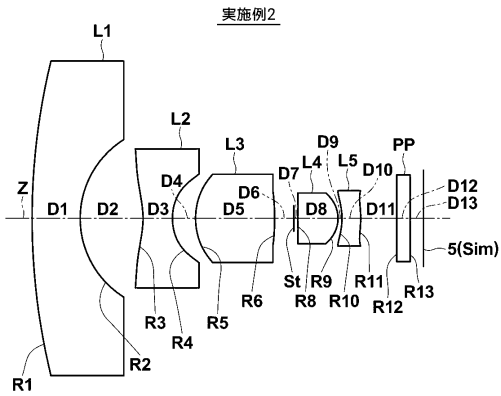 実施例2
L1
L2
L3
D9
L4
L5
D10
PP
D7
D4
D6
D12
D13
Z
D1
D2
D3
D5
D8
D11
5(Sim)
St
R9
R11
R8
R10
R12
R13
R6
R5
R4
R3
R2
R1